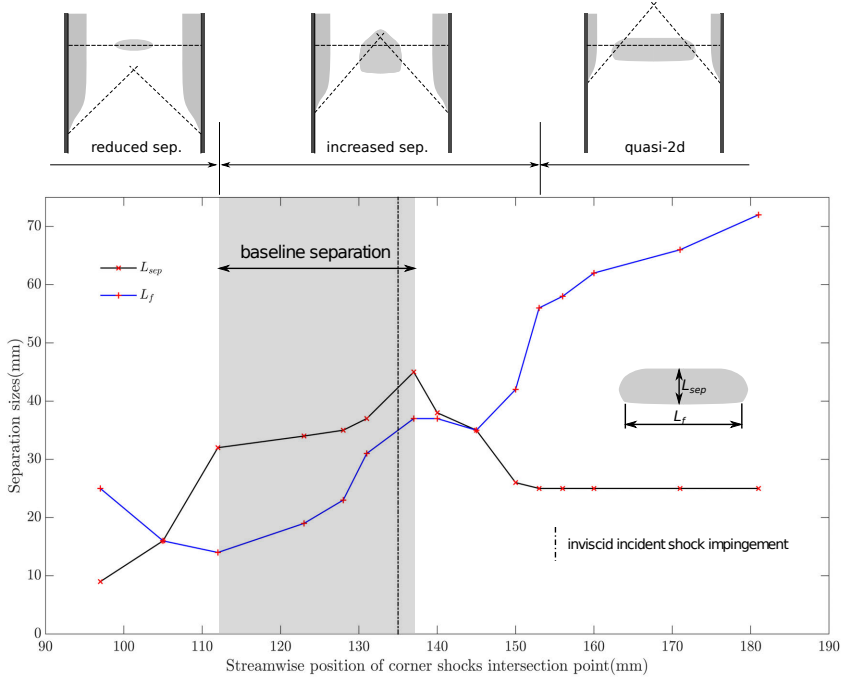 reduced sep.
increased sep.
quasi-2d
baseline separation
L_sep
L_f
L_sep
L_f
inviscid incident shock impingement
Separation sizes(mm)
70
60
50
40
30
20
10
0
90 100 110 120 130 140 150 160 170 180 190
Streamwise position of corner shocks intersection point(mm)